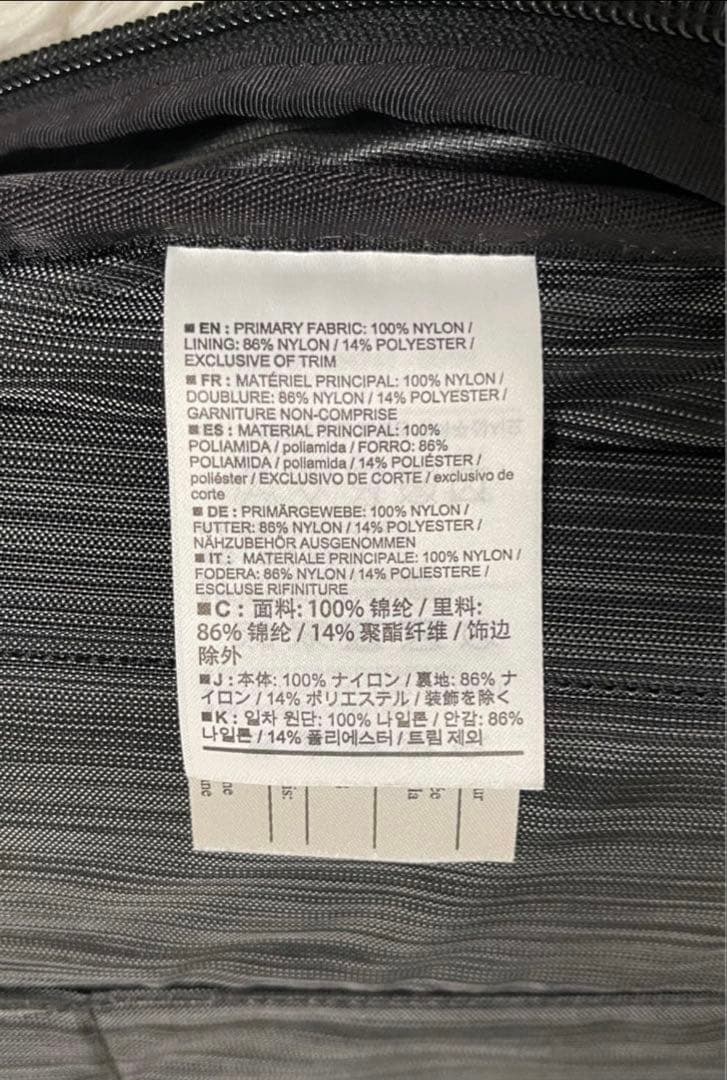 ■ EN : PRIMARY FABRIC: 100% NYLON /
LINING: 86% NYLON / 14% POLYESTER /
EXCLUSIVE OF TRIM
■ FR : MATÉRIEL PRINCIPAL: 100% NYLON /
DOUBLURE: 86% NYLON / 14% POLYESTER /
GARNITURE NON-COMPRISE
■ ES : MATERIAL PRINCIPAL: 100%
POLIAMIDA / poliamida / FORRO: 86%
POLIAMIDA / poliamida / 14% POLIÉSTER /
poliéster / EXCLUSIVO DE CORTE / exclusivo de
corte
■ DE : PRIMÄRGEWEBE: 100% NYLON /
FUTTER: 86% NYLON / 14% POLYESTER /
NÄHZUBEHÖR AUSGENOMMEN
■ IT : MATERIALE PRINCIPALE: 100% NYLON /
FODERA: 86% NYLON / 14% POLIESTERE /
ESCLUSE RIFINITURE
■ C : 面料: 100% 锦纶 / 里料:
86% 锦纶 / 14% 聚酯纤维 / 饰边
除外
■ J : 本体: 100% ナイロン / 裏地: 86% ナ
イロン / 14% ポリエステル / 装飾を除く
■ K : 일차 원단: 100% 나일론 / 안감: 86%
나일론 / 14% 폴리에스터 / 트림 제외